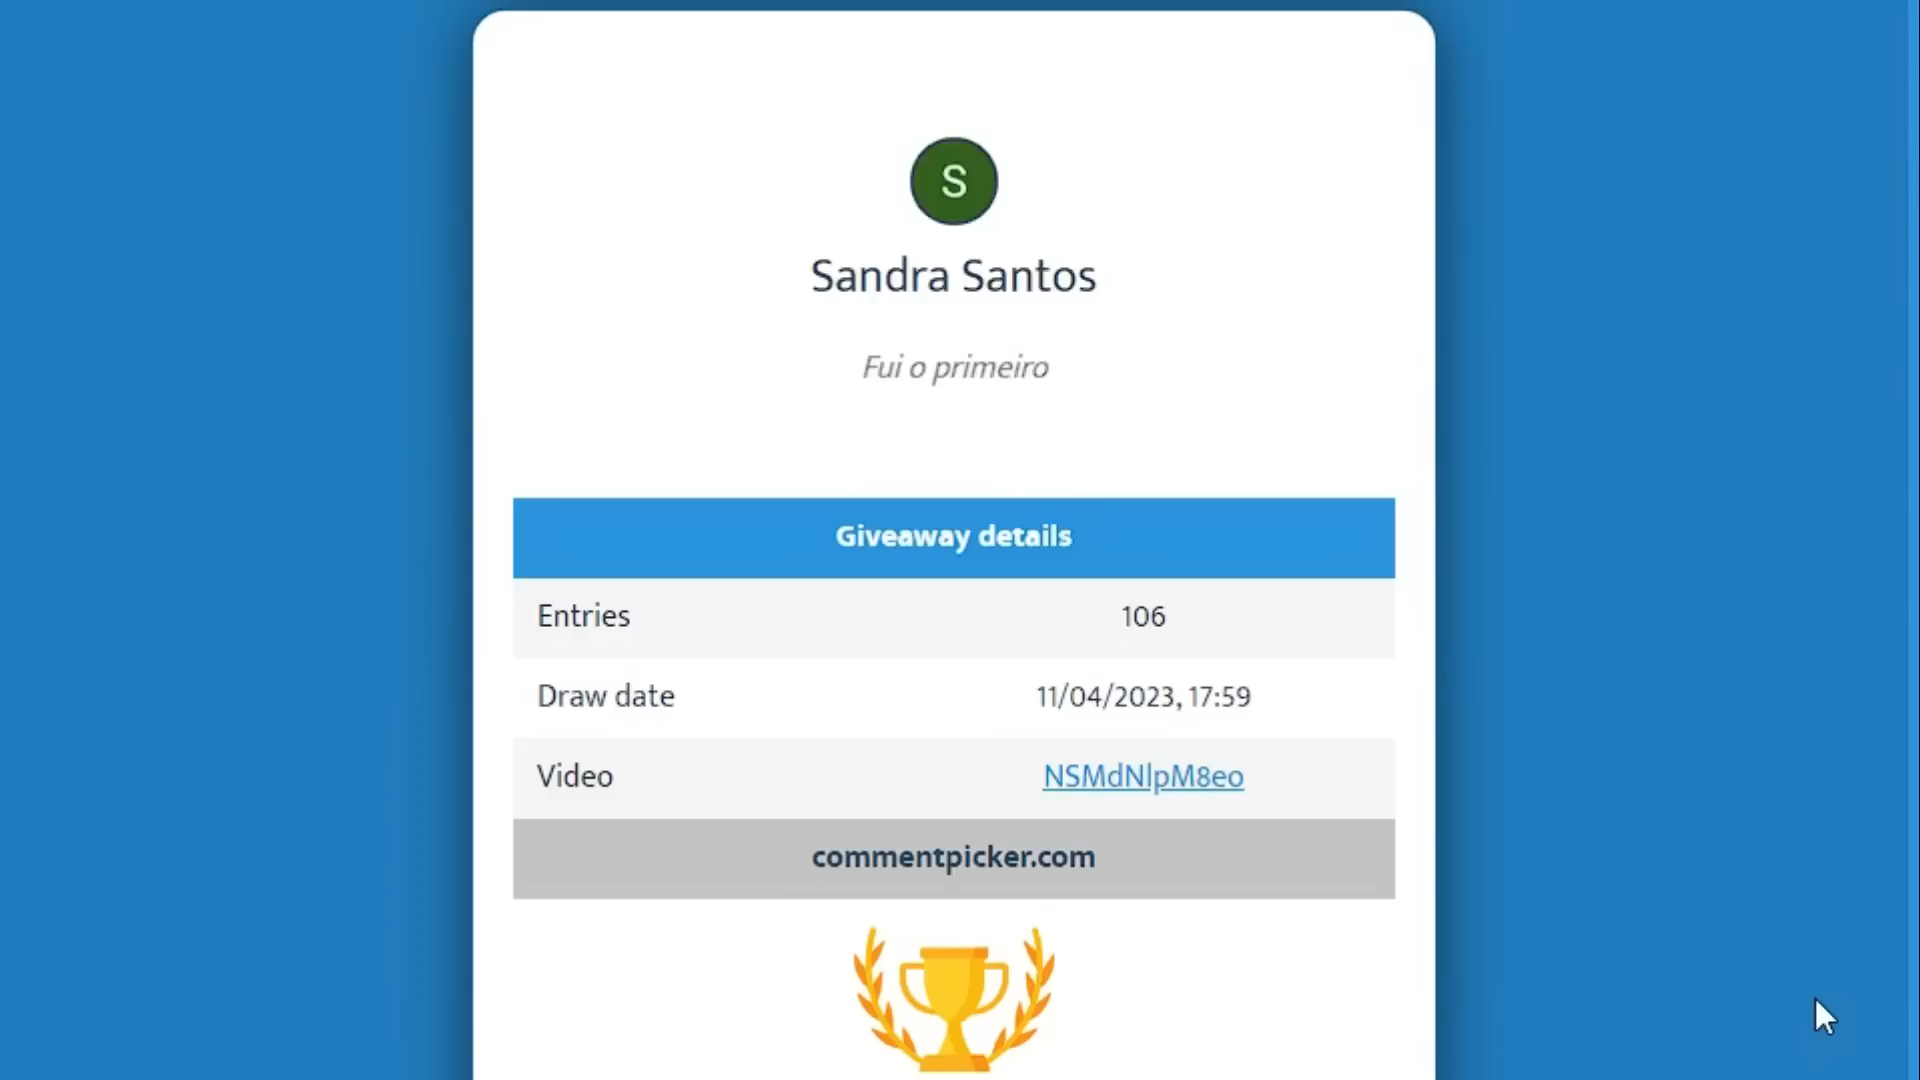 S
Sandra Santos
Fui o primeiro
Giveaway details
Entries 106
Draw date 11/04/2023, 17:59
Video NSMdNlpM8eo
commentpicker.com